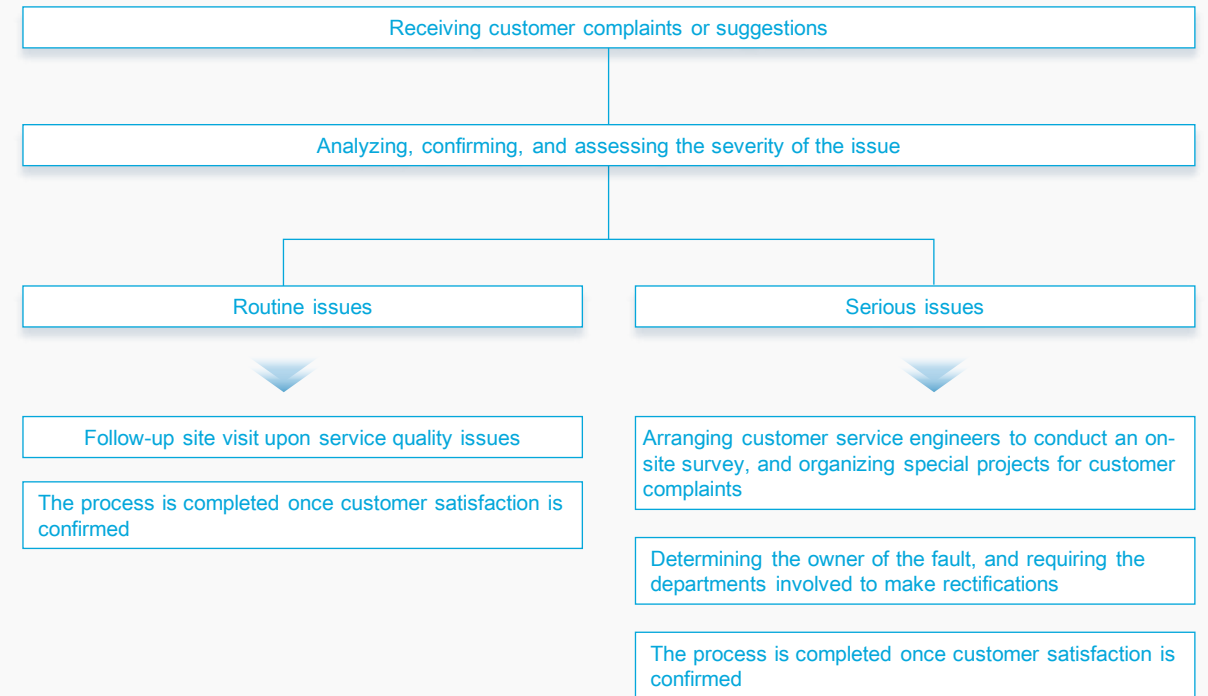 Receiving customer complaints or suggestions
Analyzing, confirming, and assessing the severity of the issue
Routine issues
Follow-up site visit upon service quality issues
The process is completed once customer satisfaction is
confirmed
Serious issues
Arranging customer service engineers to conduct an on-
site survey, and organizing special projects for customer
complaints
Determining the owner of the fault, and requiring the
departments involved to make rectifications
The process is completed once customer satisfaction is
confirmed